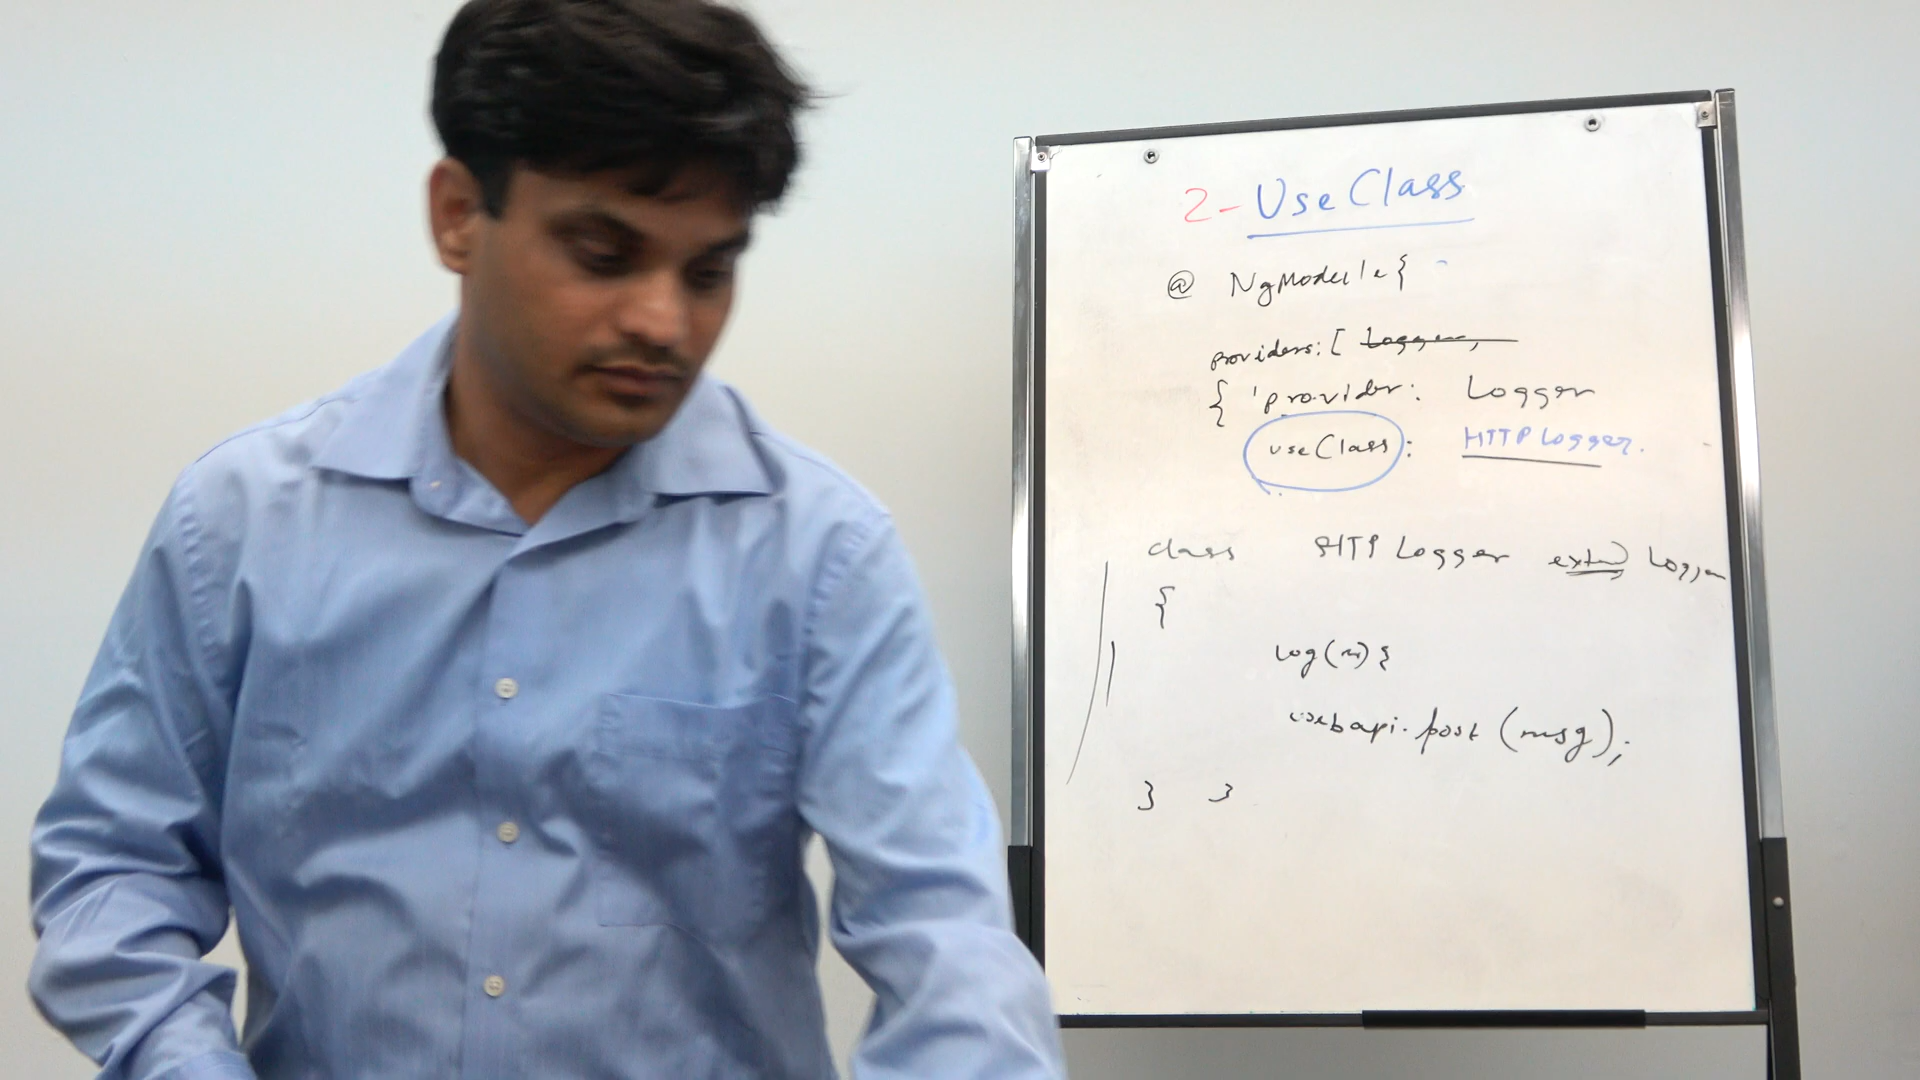 2- UseClass
@ NgModule {
providers: [ Logger,
{ 'provider: Logger
useClass: HTTP Logger.
class HTTP Logger extend Logger
{
log(m) {
webapi.post (msg);
} }